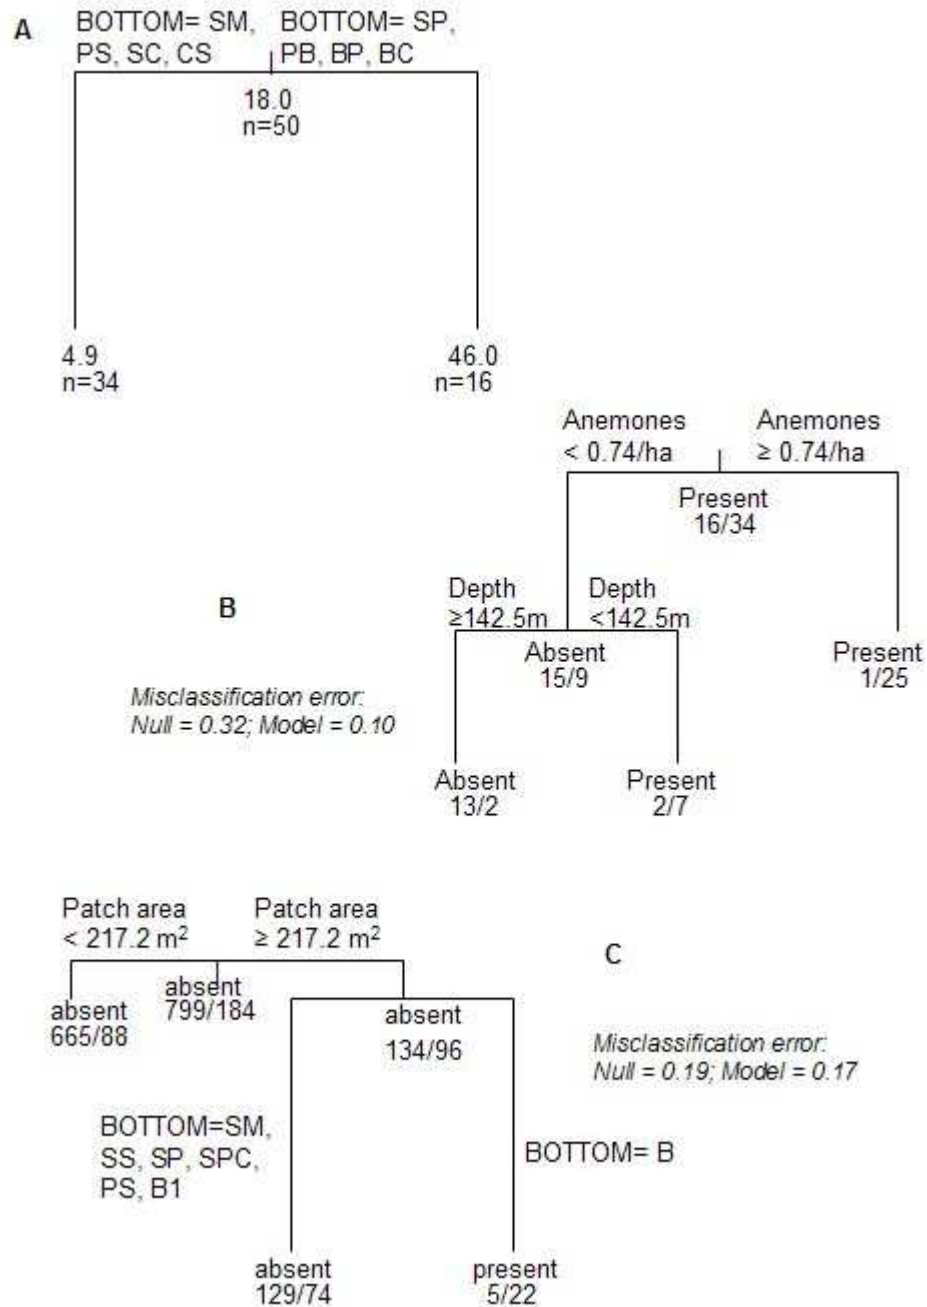 A
BOTTOM= SM,
PS, SC, CS
BOTTOM= SP,
PB, BP, BC
18.0
n=50
4.9
n=34
46.0
n=16
B
Anemones
< 0.74/ha
Anemones
≥ 0.74/ha
Present
16/34
Depth
≥142.5m
Depth
<142.5m
Absent
15/9
Present
1/25
Misclassification error:
Null = 0.32; Model = 0.10
Absent
13/2
Present
2/7
Patch area
< 217.2 m²
Patch area
≥ 217.2 m²
C
absent
665/88
absent
799/184
absent
134/96
Misclassification error:
Null = 0.19; Model = 0.17
BOTTOM=SM,
SS, SP, SPC,
PS, B1
BOTTOM= B
absent
129/74
present
5/22